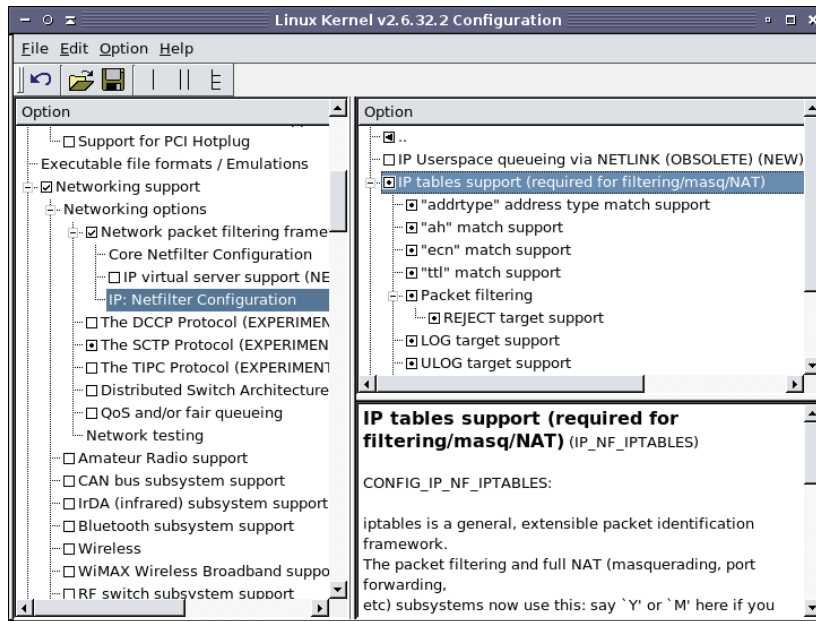 Linux Kernel v2.6.32.2 Configuration
File Edit Option Help
Option
Support for PCI Hotplug
Executable file formats / Emulations
Networking support
Networking options
Network packet filtering frame
Core Netfilter Configuration
IP virtual server support (NE
IP: Netfilter Configuration
The DCCP Protocol (EXPERIMEN
The SCTP Protocol (EXPERIMEN
The TIPC Protocol (EXPERIMENT
Distributed Switch Architecture
QoS and/or fair queueing
Network testing
Amateur Radio support
CAN bus subsystem support
IrDA (infrared) subsystem support
Bluetooth subsystem support
Wireless
WiMAX Wireless Broadband suppo
RF switch subsystem support
Option
..
IP Userspace queueing via NETLINK (OBSOLETE) (NEW)
IP tables support (required for filtering/masq/NAT)
"addrtype" address type match support
"ah" match support
"ecn" match support
"ttl" match support
Packet filtering
REJECT target support
LOG target support
ULOG target support
IP tables support (required for
filtering/masq/NAT) (IP_NF_IPTABLES)
CONFIG_IP_NF_IPTABLES:
iptables is a general, extensible packet identification
framework.
The packet filtering and full NAT (masquerading, port
forwarding,
etc) subsystems now use this: say `Y' or `M' here if you